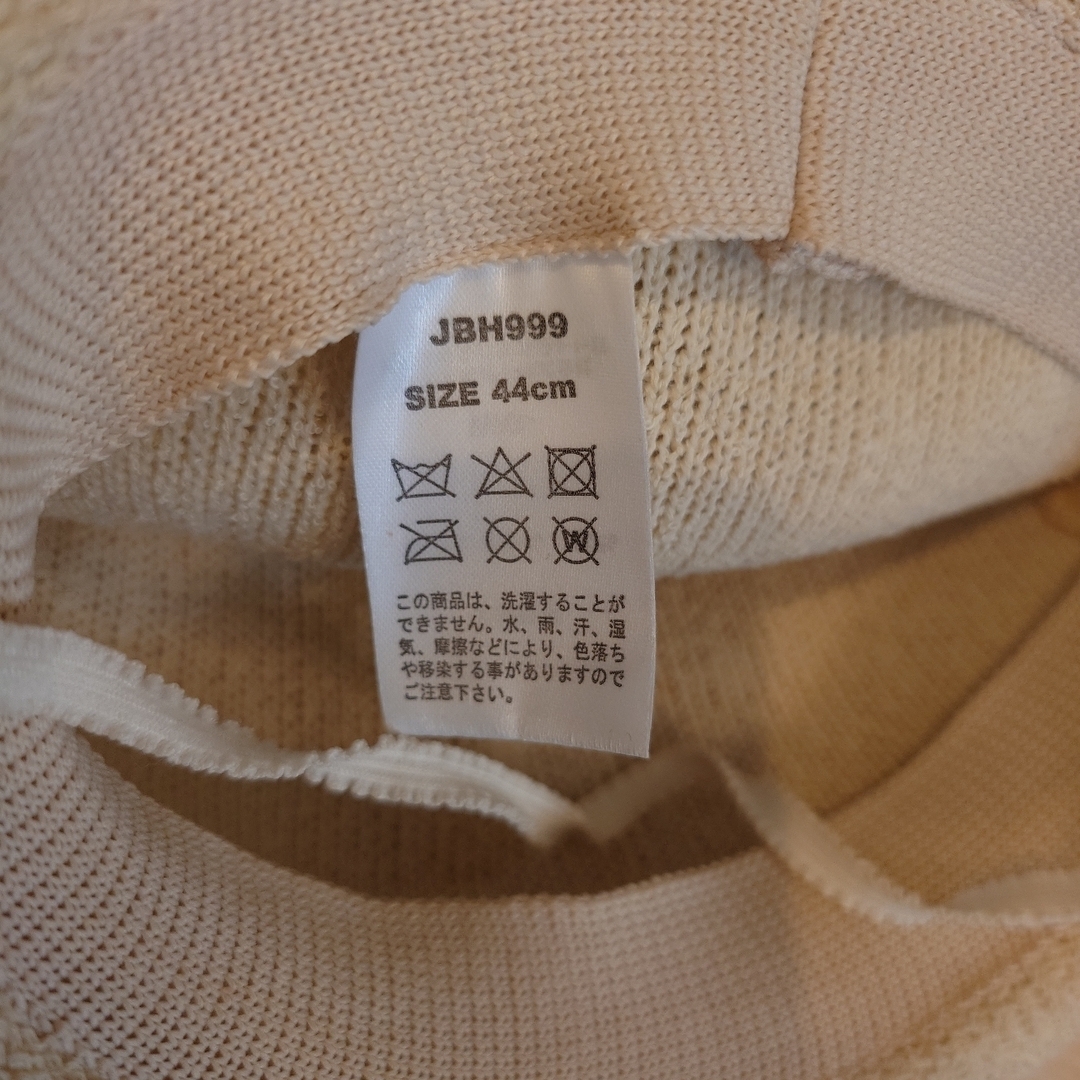 JBH999
SIZE 44cm
W
この商品は、洗濯することが
できません。水、雨、汗、湿
気、摩擦などにより、色落ち
や移染する事がありますので
ご注意下さい。